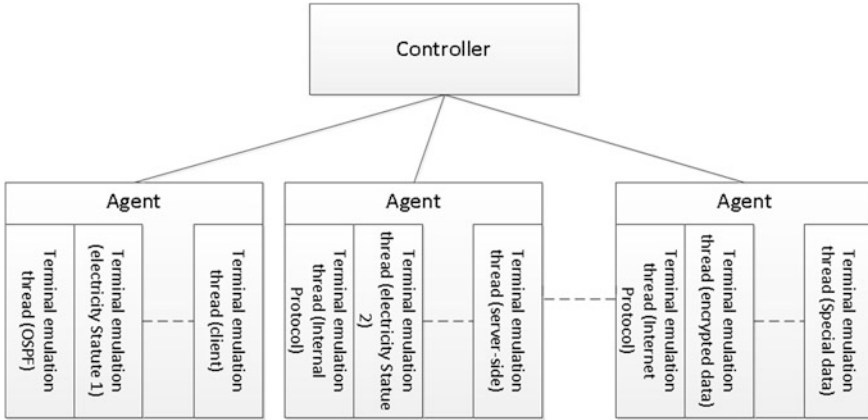 Controller
Agent
Agent
Agent
Terminal emulation
thread (OSPF)
Terminal emulation
(electricity Statute 1)
Terminal emulation
thread (client)
Terminal emulation
thread (Internal
Protocol)
Terminal emulation
thread (electricity Statue
2)
Terminal emulation
thread (server-side)
Terminal emulation
thread (Internet
Protocol)
Terminal emulation
thread (encrypted data)
Terminal emulation
thread (Special data)